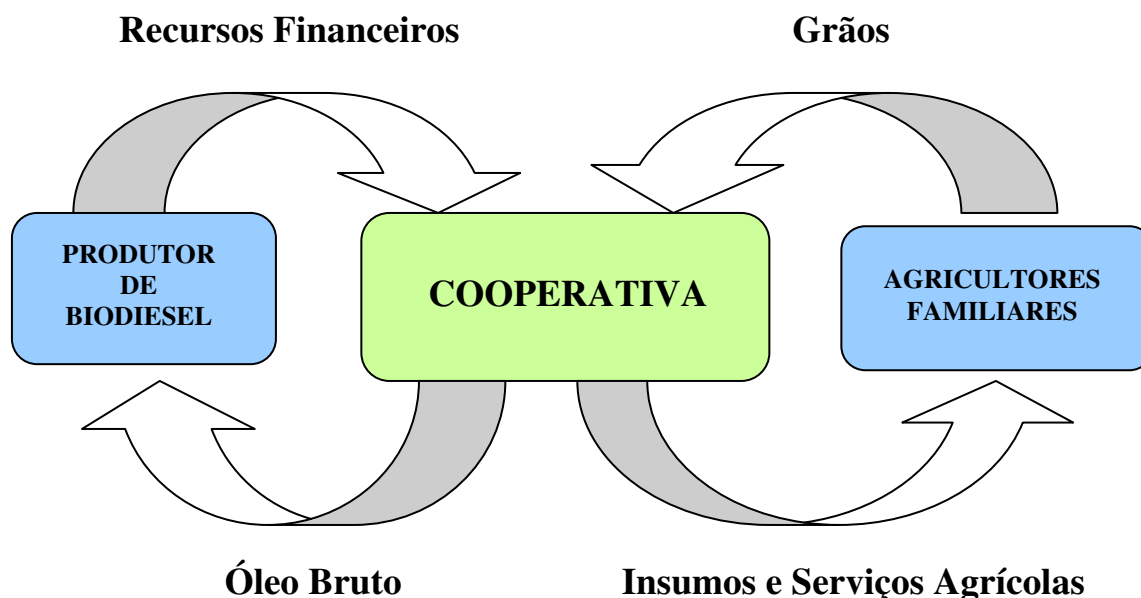 Recursos Financeiros
Grãos
PRODUTOR
DE
BIODIESEL
COOPERATIVA
AGRICULTORES
FAMILIARES
Óleo Bruto
Insumos e Serviços Agrícolas